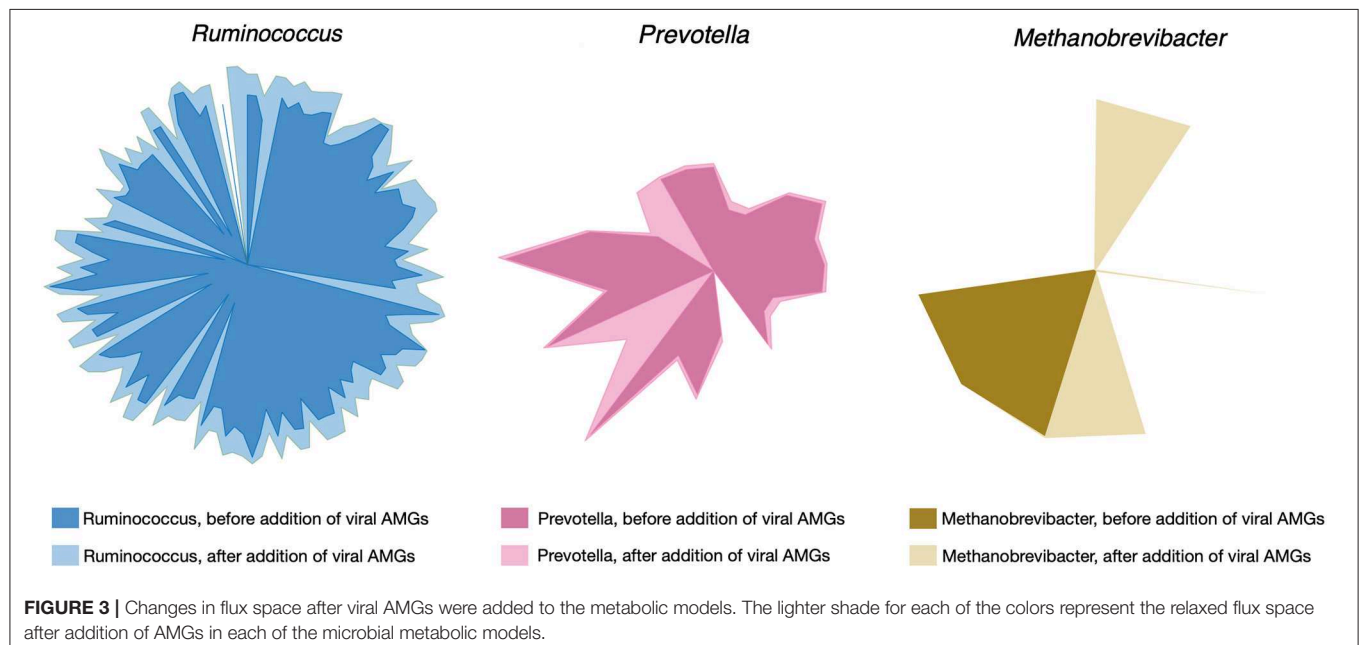 Ruminococcus
Prevotella
Methanobrevibacter
Ruminococcus, before addition of viral AMGs
Ruminococcus, after addition of viral AMGs
Prevotella, before addition of viral AMGs
Prevotella, after addition of viral AMGs
Methanobrevibacter, before addition of viral AMGs
Methanobrevibacter, after addition of viral AMGs
FIGURE 3 | Changes in flux space after viral AMGs were added to the metabolic models. The lighter shade for each of the colors represent the relaxed flux space
after addition of AMGs in each of the microbial metabolic models.